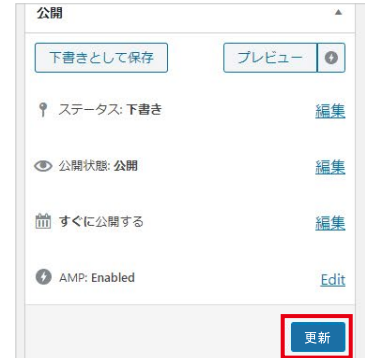 公開
下書きとして保存 プレビュー
ステータス: 下書き 編集
公開状態: 公開 編集
すぐに公開する 編集
AMP: Enabled Edit
更新